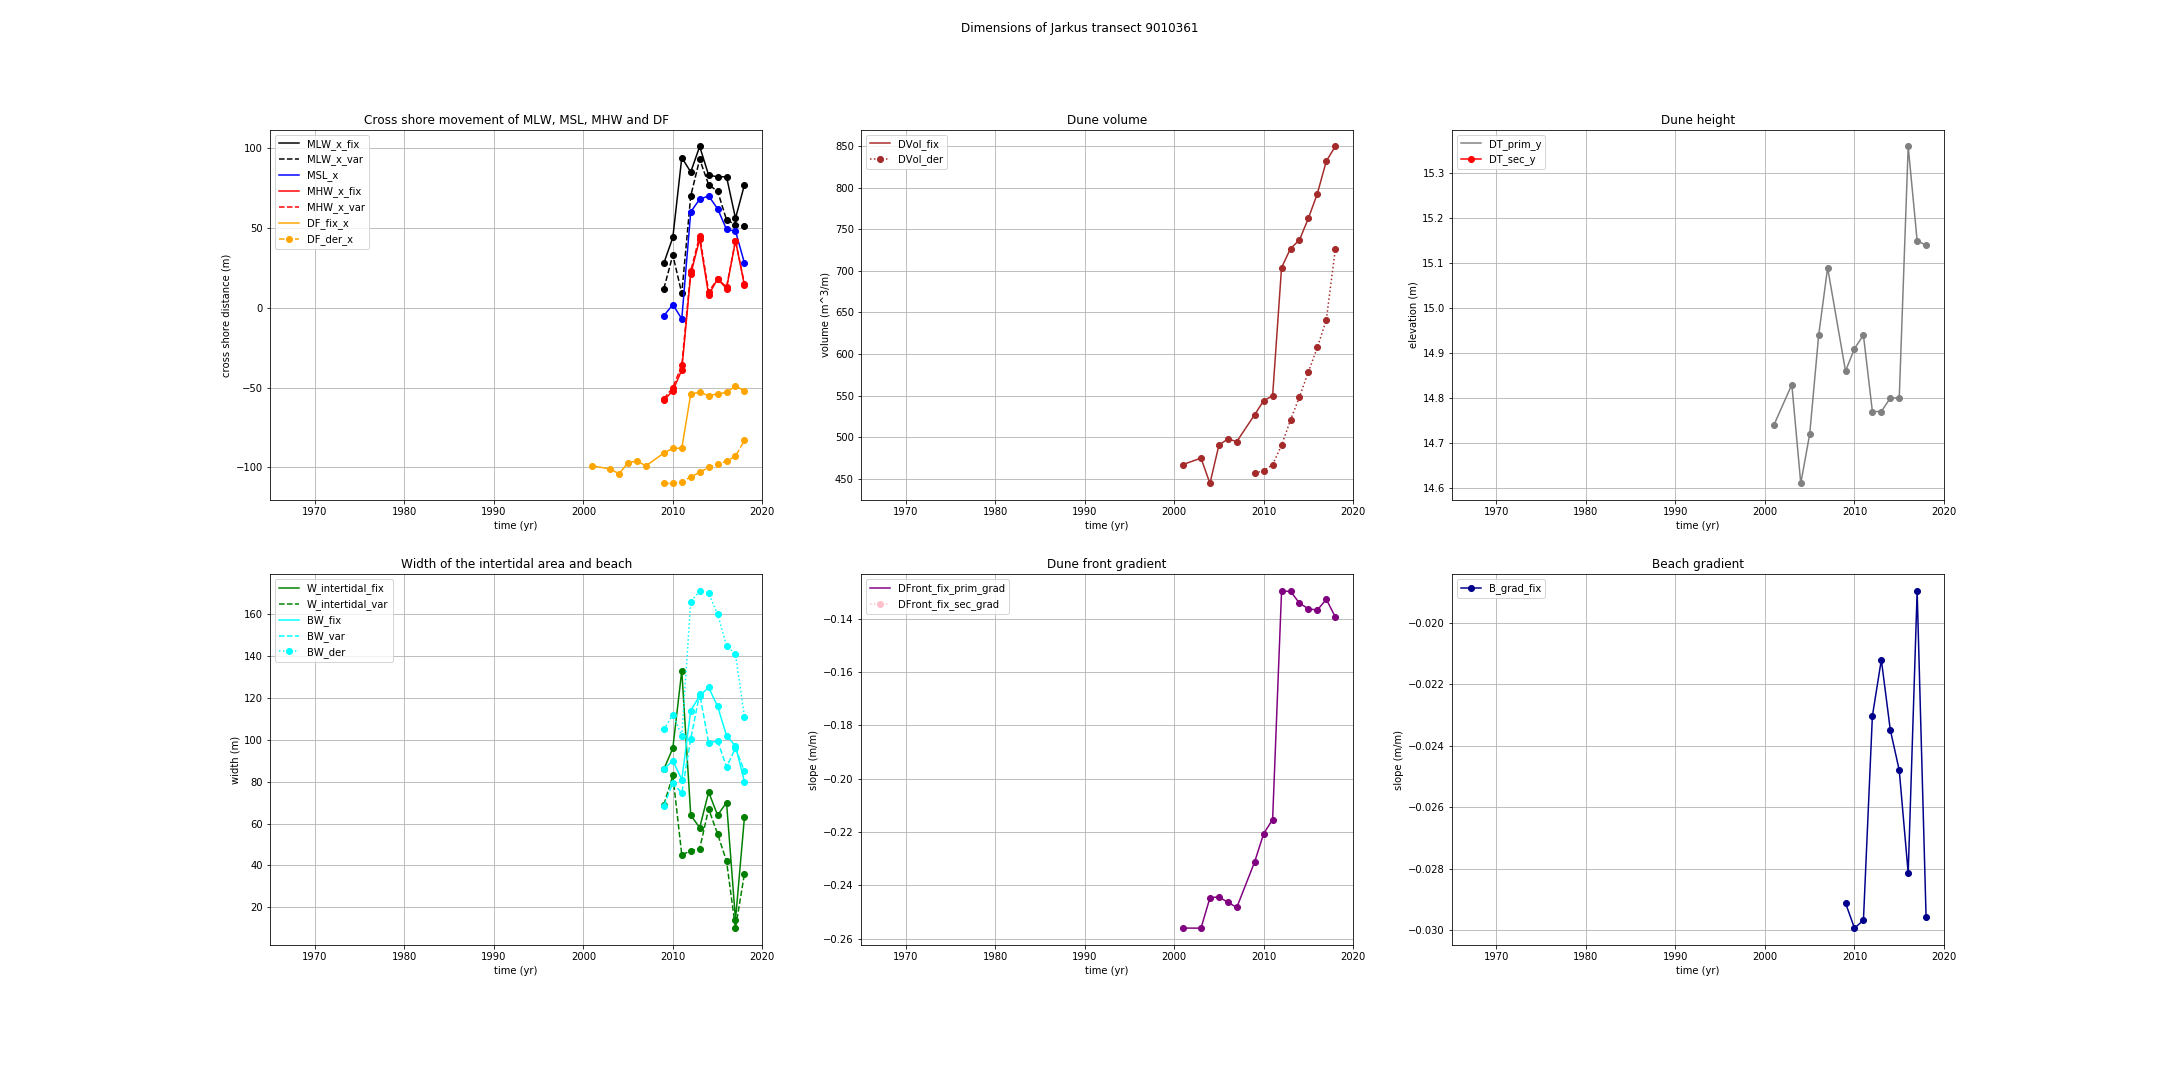 Dimensions of Jarkus transect 9010361
Cross shore movement of MLW, MSL, MHW and DF
MLW_x_fix
MLW_x_var
MSL_x
MHW_x_fix
MHW_x_var
DF_fix_x
DF_der_x
100
50
0
−50
−100
cross shore distance (m)
1970 1980 1990 2000 2010 2020
time (yr)
Dune volume
DVol_fix
DVol_der
850
800
750
700
650
600
550
500
450
volume (m^3/m)
1970 1980 1990 2000 2010 2020
time (yr)
Dune height
DT_prim_y
DT_sec_y
15.3
15.2
15.1
15.0
14.9
14.8
14.7
14.6
elevation (m)
1970 1980 1990 2000 2010 2020
time (yr)
Width of the intertidal area and beach
W_intertidal_fix
W_intertidal_var
BW_fix
BW_var
BW_der
160
140
120
100
80
60
40
20
width (m)
1970 1980 1990 2000 2010 2020
time (yr)
Dune front gradient
DFront_fix_prim_grad
DFront_fix_sec_grad
−0.14
−0.16
−0.18
−0.20
−0.22
−0.24
−0.26
slope (m/m)
1970 1980 1990 2000 2010 2020
time (yr)
Beach gradient
B_grad_fix
−0.020
−0.022
−0.024
−0.026
−0.028
−0.030
slope (m/m)
1970 1980 1990 2000 2010 2020
time (yr)